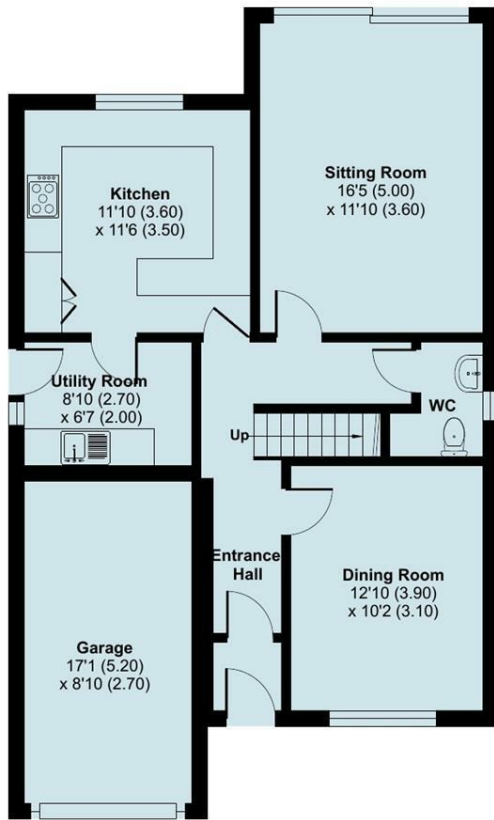 Sitting Room
16'5 (5.00)
x 11'10 (3.60)
Kitchen
11'10 (3.60)
x 11'6 (3.50)
Utility Room
8'10 (2.70)
x 6'7 (2.00)
WC
Up
Entrance
Hall
Dining Room
12'10 (3.90)
x 10'2 (3.10)
Garage
17'1 (5.20)
x 8'10 (2.70)